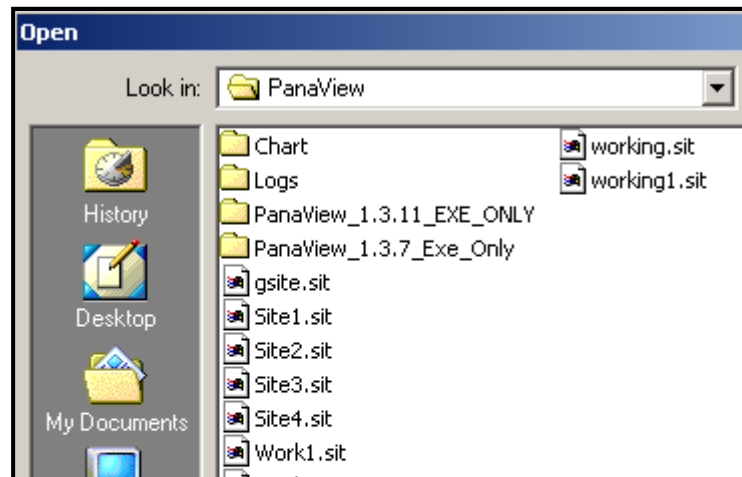 Open
Look in: PanaView
History
Desktop
My Documents
Chart
Logs
PanaView_1.3.11_EXE_ONLY
PanaView_1.3.7_Exe_Only
gsite.sit
Site1.sit
Site2.sit
Site3.sit
Site4.sit
Work1.sit
working.sit
working1.sit